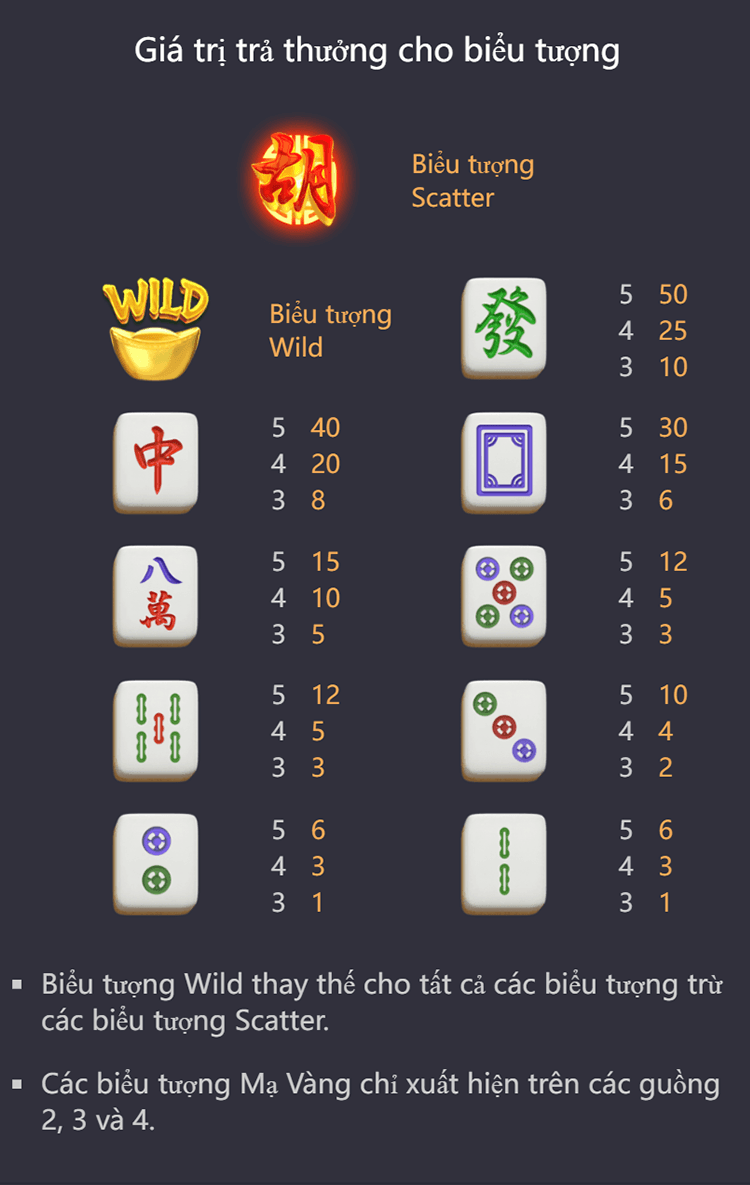 Giá trị trả thưởng cho biểu tượng
胡
Biểu tượng
Scatter
WILD
Biểu tượng
Wild
發
5 50
4 25
3 10
中
5 40
4 20
3 8
5 30
4 15
3 6
八
萬
5 15
4 10
3 5
5 12
4 5
3 3
5 12
4 5
3 3
5 10
4 4
3 2
5 6
4 3
3 1
5 6
4 3
3 1
▪ Biểu tượng Wild thay thế cho tất cả các biểu tượng trừ
các biểu tượng Scatter.
▪ Các biểu tượng Mạ Vàng chỉ xuất hiện trên các guồng
2, 3 và 4.